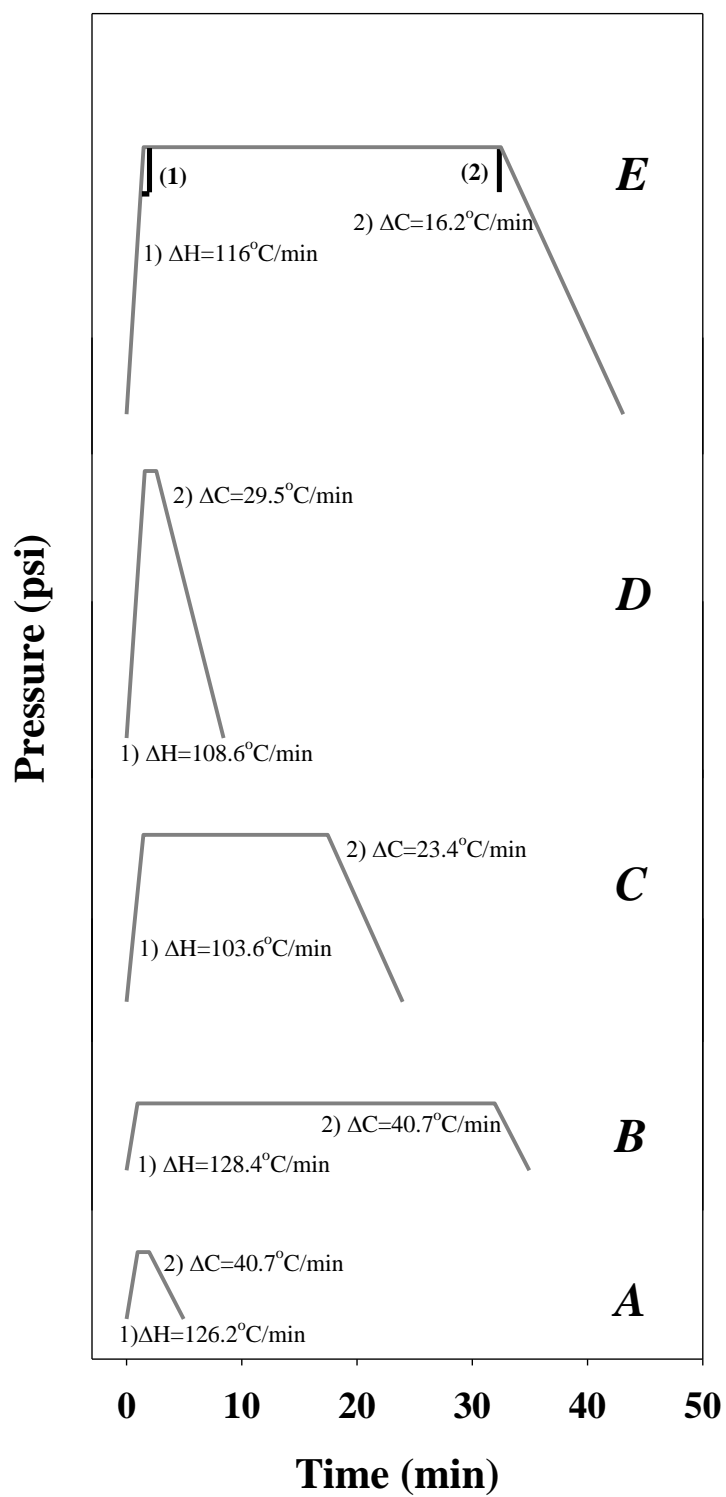 (1)
(2)
E
2) ΔC=16.2°C/min
1) ΔH=116°C/min
2) ΔC=29.5°C/min
D
1) ΔH=108.6°C/min
2) ΔC=23.4°C/min
C
1) ΔH=103.6°C/min
2) ΔC=40.7°C/min
B
1) ΔH=128.4°C/min
2) ΔC=40.7°C/min
A
1)ΔH=126.2°C/min
Pressure (psi)
0 10 20 30 40 50
Time (min)